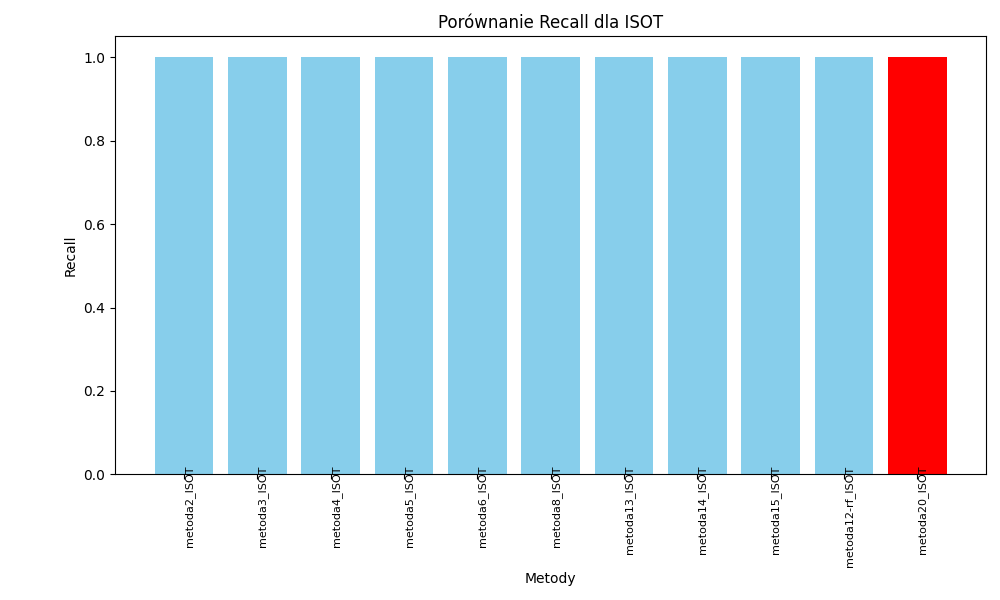 Porównanie Recall dla ISOT
1.0
0.8
0.6
0.4
0.2
0.0
Recall
metoda2_ISOT
metoda3_ISOT
metoda4_ISOT
metoda5_ISOT
metoda6_ISOT
metoda8_ISOT
metoda13_ISOT
metoda14_ISOT
metoda15_ISOT
metoda12-rf_ISOT
metoda20_ISOT
Metody